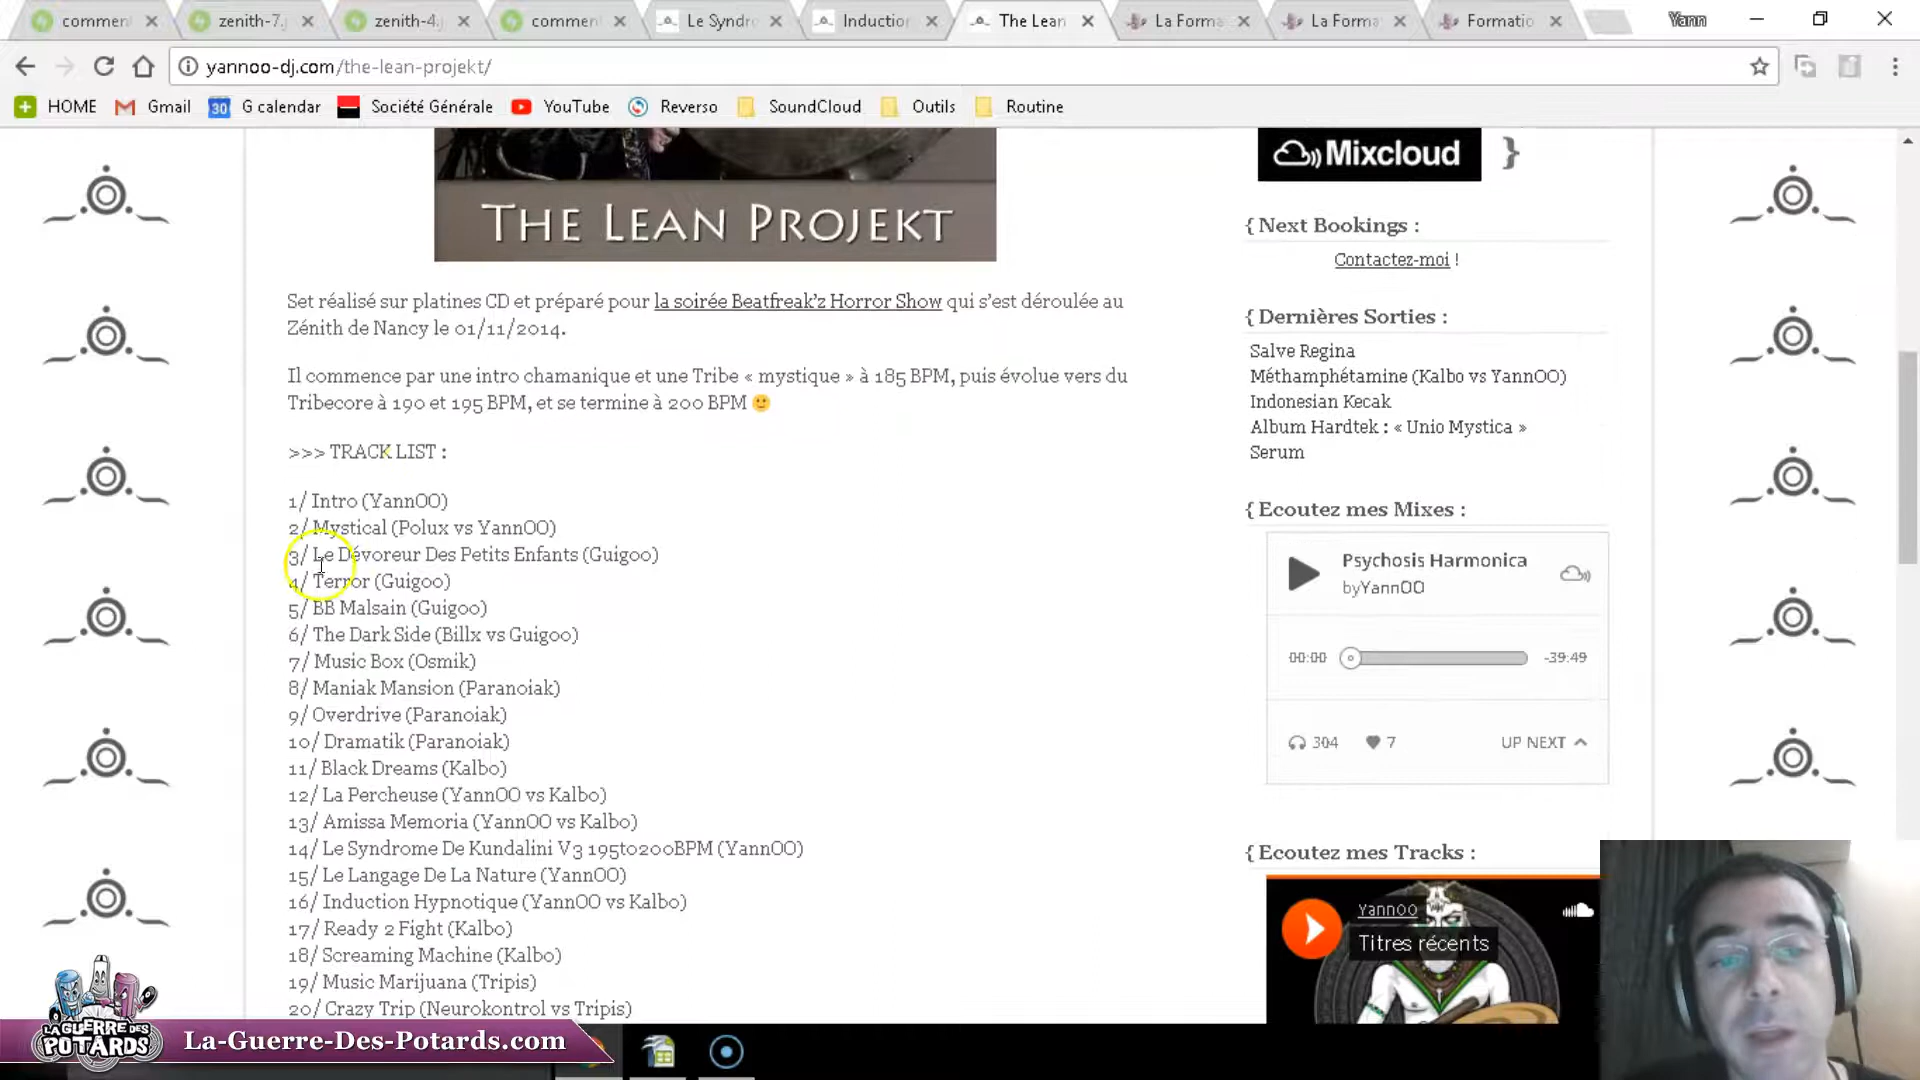 commen
zenith-7.
zenith-4.
commen
Le Syndro
Induction
The Lean
La Forma
La Forma
Formatio
Yann
yannoo-dj.com/the-lean-projekt/
HOME
Gmail
30
G calendar
Société Générale
YouTube
Reverso
SoundCloud
Outils
Routine
THE LEAN PROJEKT
Mixcloud }
Set réalisé sur platines CD et préparé pour la soirée Beatfreak'z Horror Show qui s'est déroulée au
Zénith de Nancy le 01/11/2014.
Il commence par une intro chamanique et une Tribe « mystique » à 185 BPM, puis évolue vers du
Tribecore à 190 et 195 BPM, et se termine à 200 BPM
>>> TRACK LIST :
1/ Intro (YannOO)
2/ Mystical (Polux vs YannOO)
3/ Le Dévoreur Des Petits Enfants (Guigoo)
4/ Terror (Guigoo)
5/ BB Malsain (Guigoo)
6/ The Dark Side (Billx vs Guigoo)
7/ Music Box (Osmik)
8/ Maniak Mansion (Paranoiak)
9/ Overdrive (Paranoiak)
10/ Dramatik (Paranoiak)
11/ Black Dreams (Kalbo)
12/ La Percheuse (YannOO vs Kalbo)
13/ Amissa Memoria (YannOO vs Kalbo)
14/ Le Syndrome De Kundalini V3 195to200BPM (YannOO)
15/ Le Langage De La Nature (YannOO)
16/ Induction Hypnotique (YannOO vs Kalbo)
17/ Ready 2 Fight (Kalbo)
18/ Screaming Machine (Kalbo)
19/ Music Marijuana (Tripis)
20/ Crazy Trip (Neurokontrol vs Tripis)
{ Next Bookings :
Contactez-moi !
{ Dernières Sorties :
Salve Regina
Méthamphétamine (Kalbo vs YannOO)
Indonesian Kecak
Album Hardtek : « Unio Mystica »
Serum
{ Ecoutez mes Mixes :
Psychosis Harmonica
byYannOO
00:00
-39:49
304
7
UP NEXT
{ Ecoutez mes Tracks :
YannOO
Titres récents
LA GUERRE DES
POTARDS
La-Guerre-Des-Potards.com